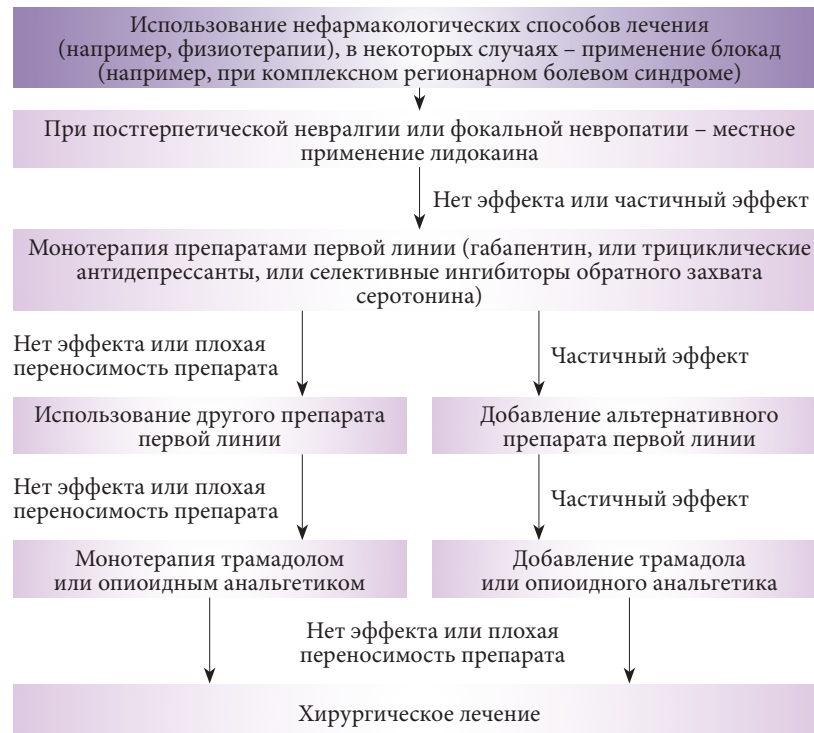 Использование нефармакологических способов лечения
(например, физиотерапии), в некоторых случаях – применение блокад
(например, при комплексном регионарном болевом синдроме)
При постгерпетической невралгии или фокальной невропатии – местное
применение лидокаина
Нет эффекта или частичный эффект
Монотерапия препаратами первой линии (габапентин, или трициклические
антидепрессанты, или селективные ингибиторы обратного захвата
серотонина)
Нет эффекта или плохая
переносимость препарата
Частичный эффект
Использование другого препарата
первой линии
Добавление альтернативного
препарата первой линии
Нет эффекта или плохая
переносимость препарата
Частичный эффект
Монотерапия трамадолом
или опиоидным анальгетиком
Добавление трамадола
или опиоидного анальгетика
Нет эффекта или плохая
переносимость препарата
Хирургическое лечение